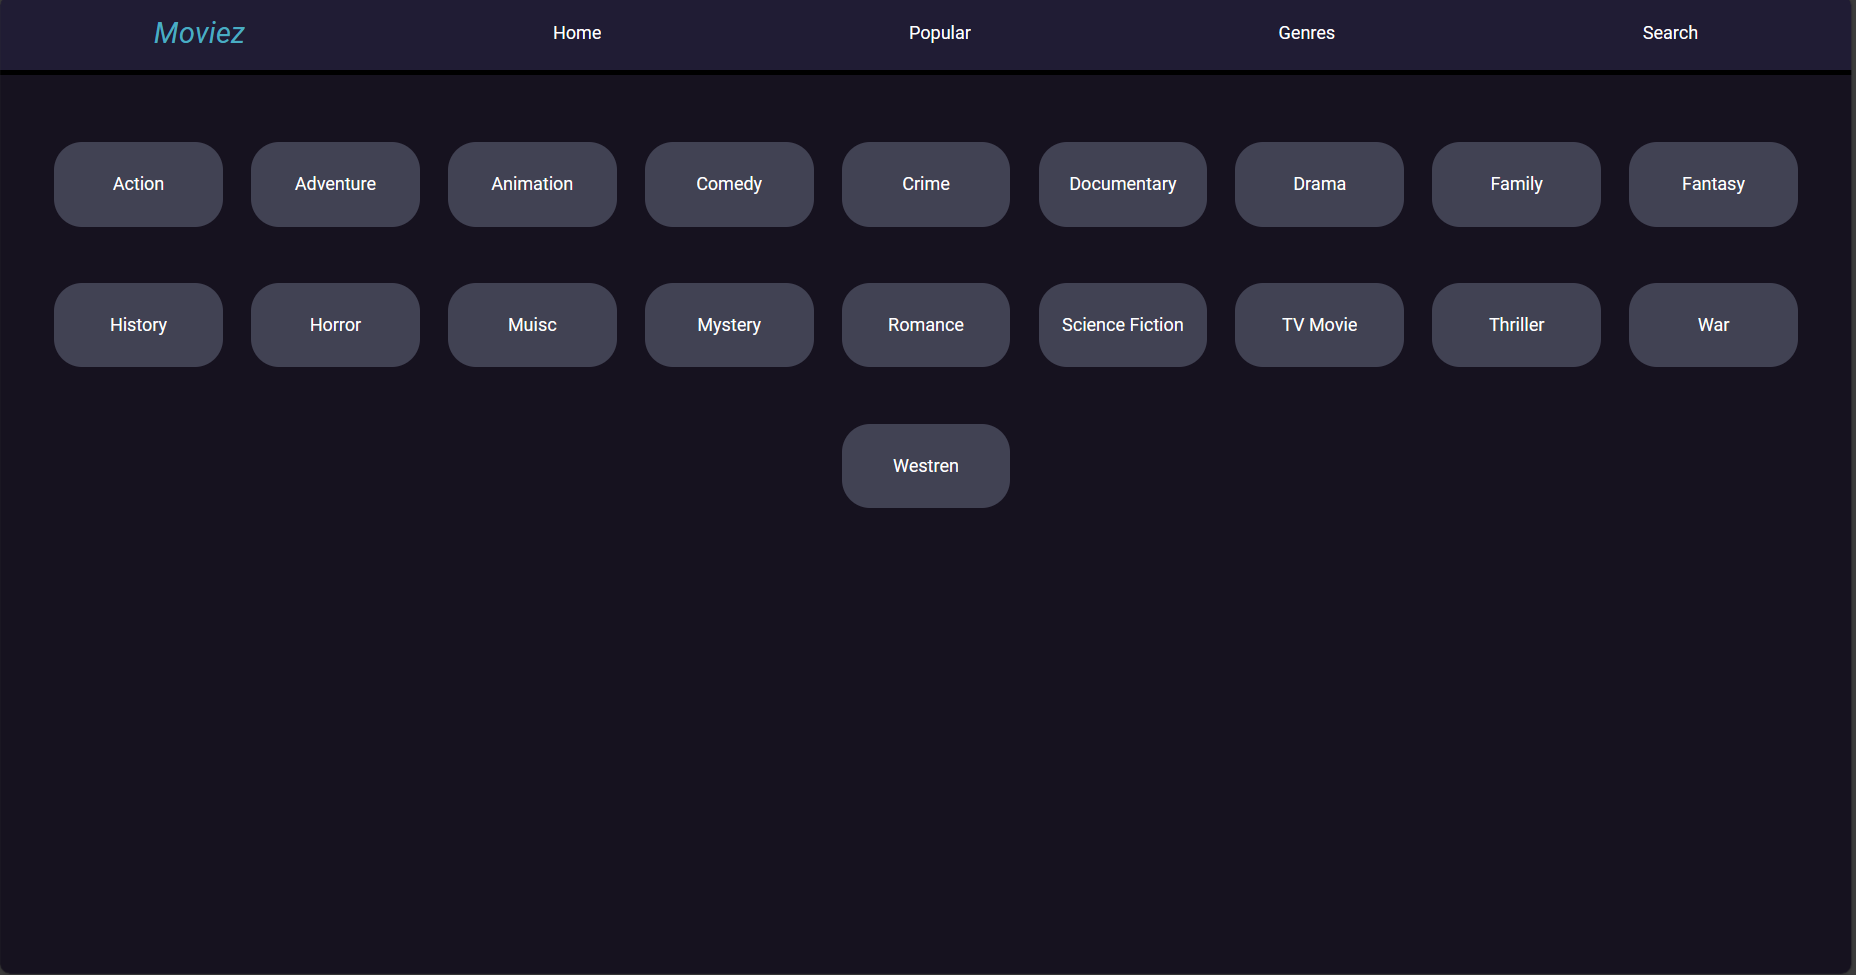 Moviez Home Popular Genres Search
Action Adventure Animation Comedy Crime Documentary Drama Family Fantasy
History Horror Muisc Mystery Romance Science Fiction TV Movie Thriller War
Westren